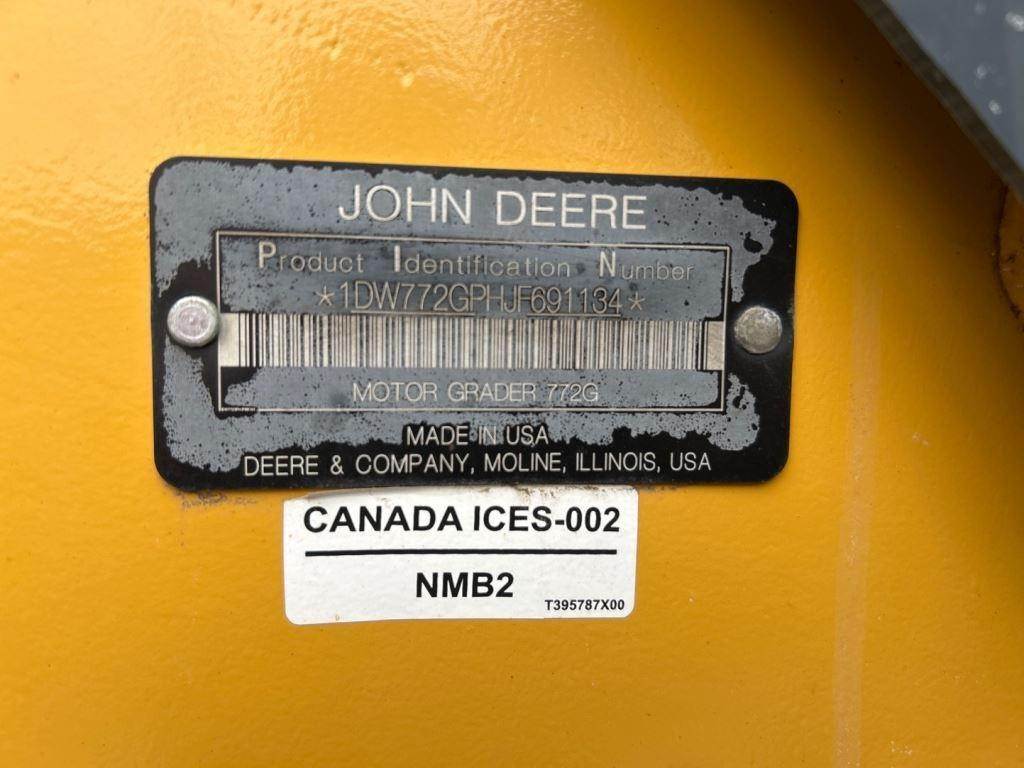 JOHN DEERE
Product Identification Number
*1DW772GPHJF691134*
MOTOR GRADER 772G
MADE IN USA
DEERE & COMPANY, MOLINE, ILLINOIS, USA
CANADA ICES-002
NMB2
T395787X00